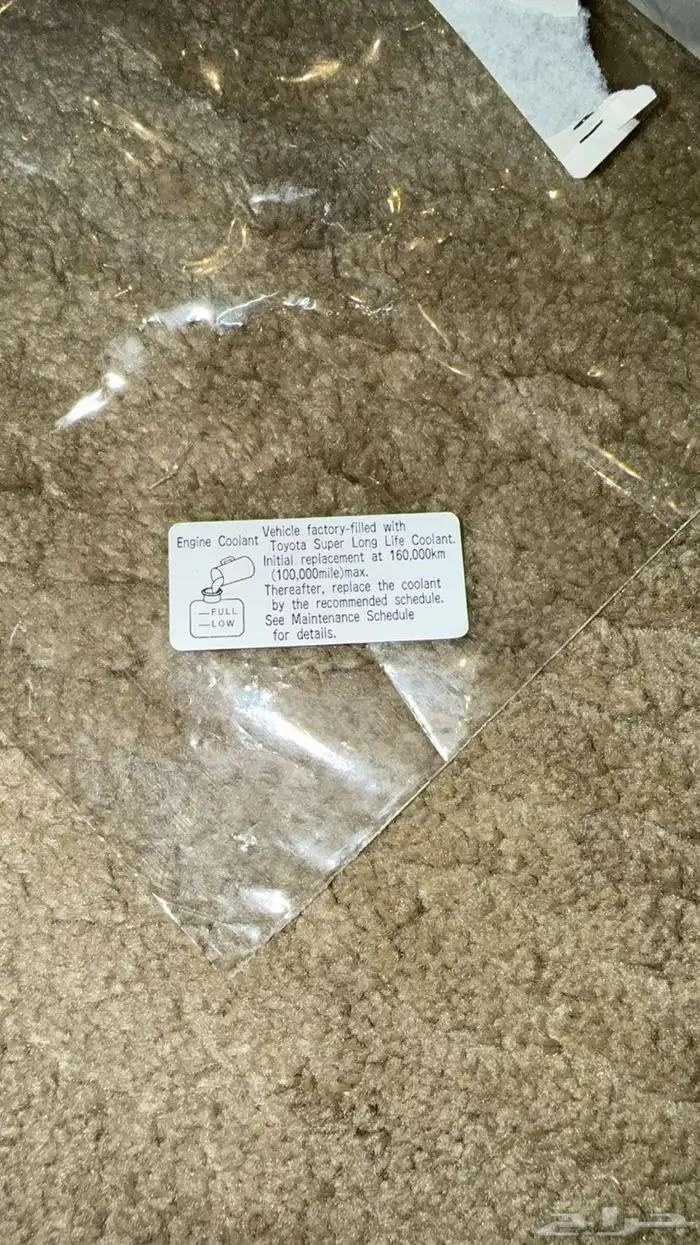 Engine Coolant
Vehicle factory-filled with
Toyota Super Long Life Coolant.
Initial replacement at 160,000km
(100,000mile)max.
Thereafter, replace the coolant
by the recommended schedule.
See Maintenance Schedule
for details.
—FULL
—LOW
حراج